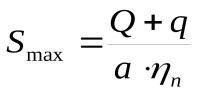 S_max = (Q + q) / (a · η_n)